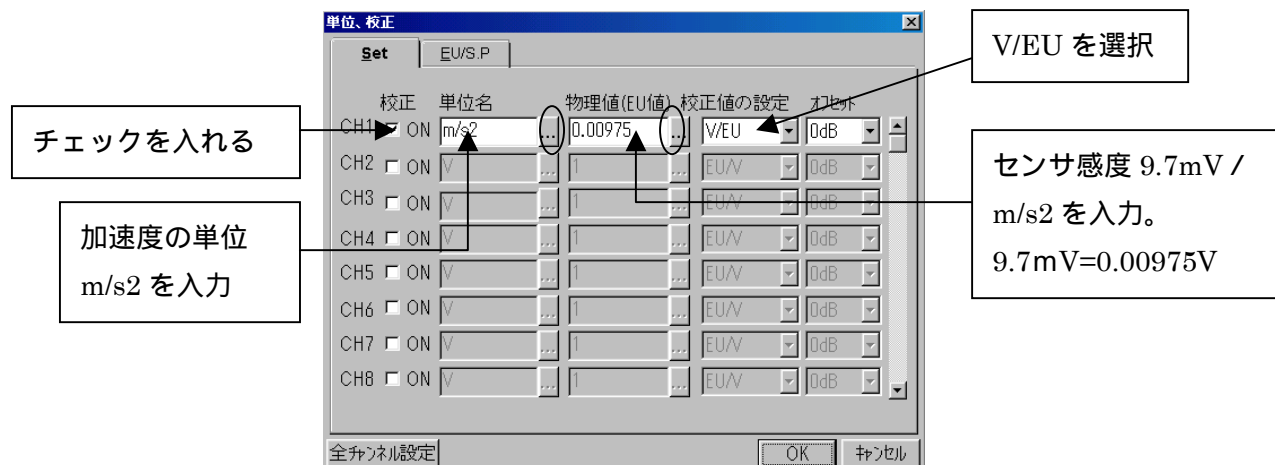 単位、校正
Set EU/S.P
校正 単位名 物理値(EU値) 校正値の設定 オフセット
CH1 ON m/s2 ... 0.00975 ... V/EU 0dB
CH2 ON V ... 1 ... EU/V 0dB
CH3 ON V ... 1 ... EU/V 0dB
CH4 ON V ... 1 ... EU/V 0dB
CH5 ON V ... 1 ... EU/V 0dB
CH6 ON V ... 1 ... EU/V 0dB
CH7 ON V ... 1 ... EU/V 0dB
CH8 ON V ... 1 ... EU/V 0dB
全チャンネル設定 OK キャンセル
チェックを入れる
加速度の単位
m/s2 を入力
V/EU を選択
センサ感度 9.7mV /
m/s2 を入力。
9.7mV=0.00975V